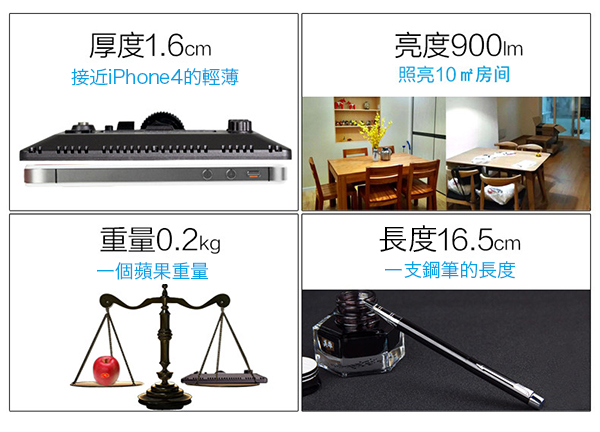 厚度1.6cm
接近iPhone4的輕薄
亮度900lm
照亮10㎡房间
重量0.2kg
一個蘋果重量
長度16.5cm
一支鋼筆的長度